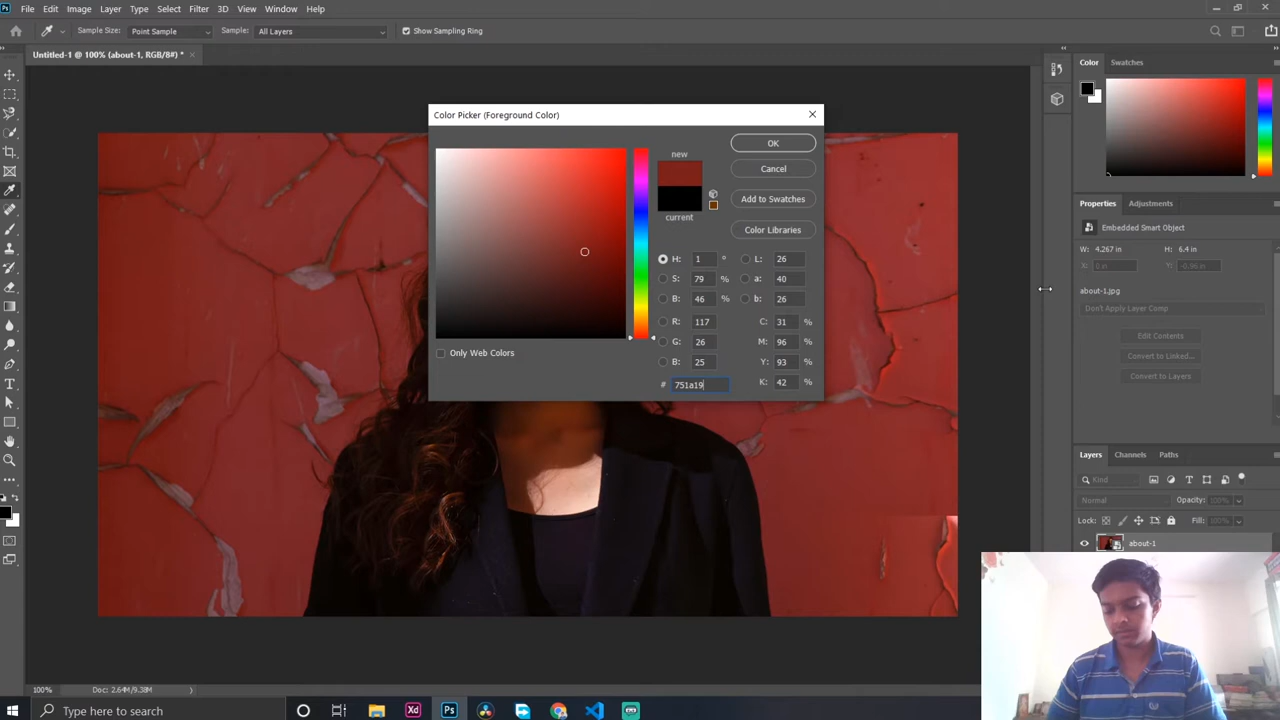 File Edit Image Layer Type Select Filter 3D View Window Help
Sample Size: Point Sample Sample: All Layers Show Sampling Ring
Untitled-1 @ 100% (about-1, RGB/8#) * ×
Color Swatches
Color Picker (Foreground Color)
new
current
OK
Cancel
Add to Swatches
Color Libraries
H: 1 ° L: 26
S: 79 % a: 40
B: 46 % b: 26
R: 117 C: 31 %
G: 26 M: 96 %
B: 25 Y: 93 %
# 751a19 K: 42 %
Only Web Colors
Properties Adjustments
Embedded Smart Object
W: 4.267 in H: 6.4 in
X: 0 in Y: -0.96 in
about-1.jpg
Don't Apply Layer Comp
Edit Contents
Convert to Linked...
Convert to Layers
Layers Channels Paths
Kind
Normal Opacity: 100%
Lock: Fill: 100%
about-1
100% Doc: 2.64M/9.38M
Type here to search